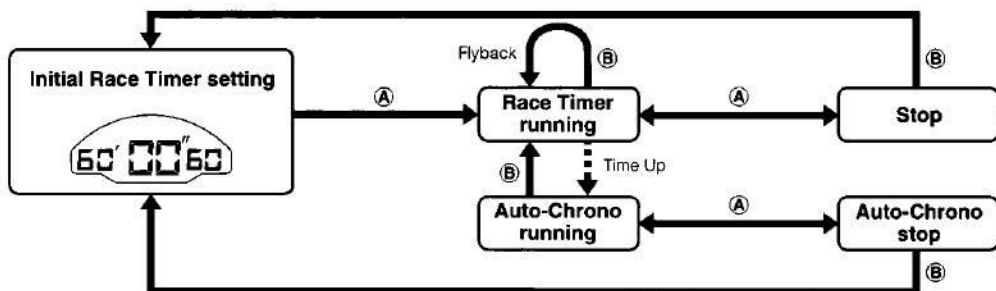 Ⓑ
Flyback
Ⓑ
Initial Race Timer setting
Ⓐ
60' 00" 60
Race Timer
running
Ⓐ
Stop
Ⓑ
Time Up
Auto-Chrono
running
Ⓐ
Auto-Chrono
stop
Ⓑ